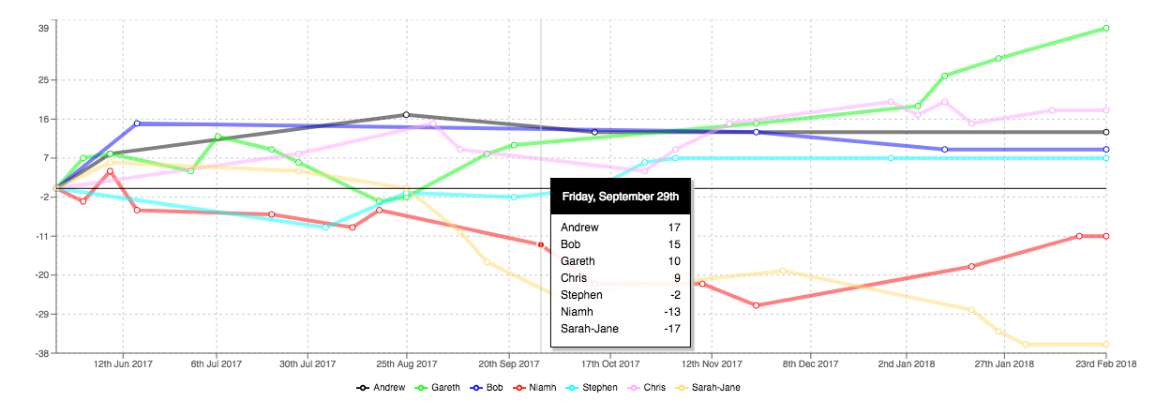 39
25
16
7
-2
-11
-20
-29
-38
Friday, September 29th
Andrew 17
Bob 15
Gareth 10
Chris 9
Stephen -2
Niamh -13
Sarah-Jane -17
12th Jun 2017 6th Jul 2017 30th Jul 2017 25th Aug 2017 20th Sep 2017 17th Oct 2017 12th Nov 2017 8th Dec 2017 2nd Jan 2018 27th Jan 2018 23rd Feb 2018
Andrew Gareth Bob Niamh Stephen Chris Sarah-Jane